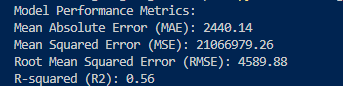 Model Performance Metrics:
Mean Absolute Error (MAE): 2440.14
Mean Squared Error (MSE): 21066979.26
Root Mean Squared Error (RMSE): 4589.88
R-squared (R2): 0.56